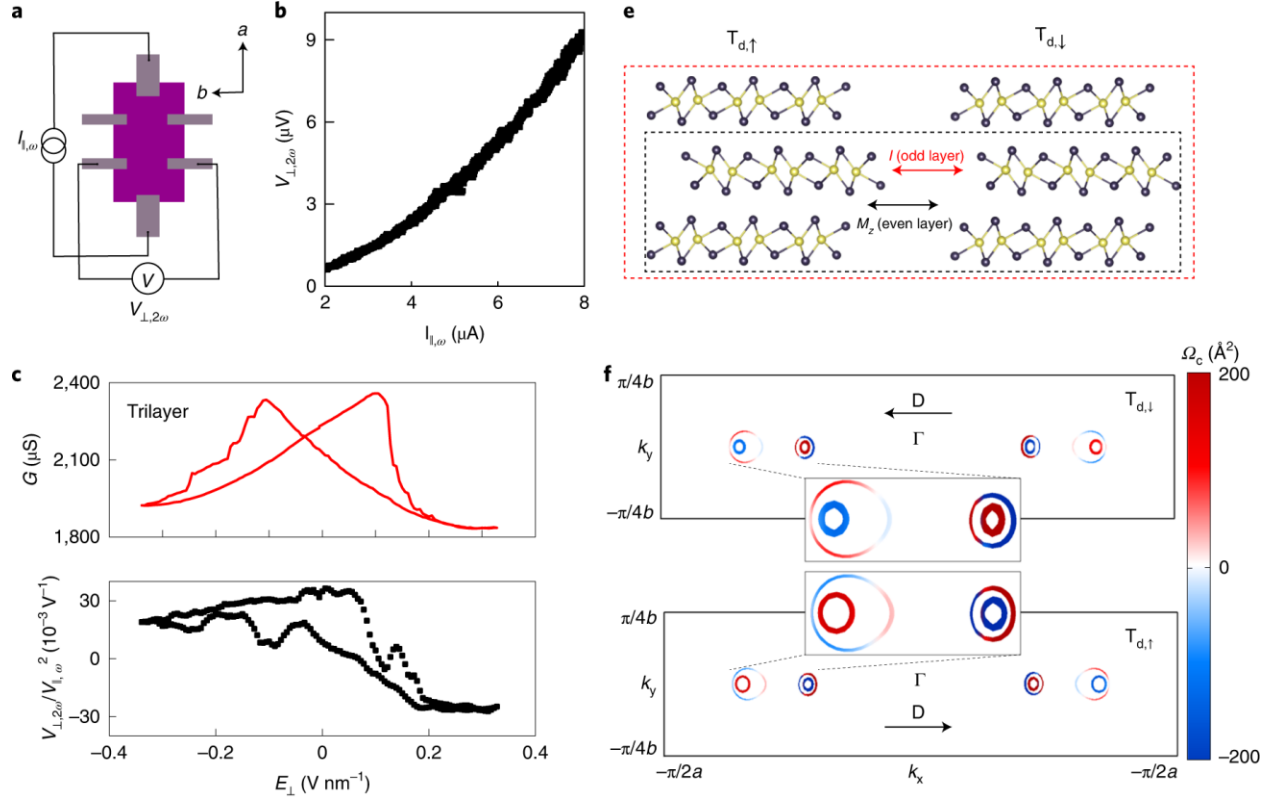 a
a
b
I∥,ω
V
V⊥,2ω
b
V⊥,2ω (μV)
9
6
3
0
2 4 6 8
I∥,ω (μA)
c
G (μS)
2,400
2,100
1,800
Trilayer
V⊥,2ω/V∥,ω² (10⁻³ V⁻¹)
30
0
−30
−0.4 −0.2 0 0.2 0.4
E⊥ (V nm⁻¹)
e
Td,↑ Td,↓
I (odd layer)
Mz (even layer)
f
Ωc (Å²)
200
0
−200
π/4b
ky
−π/4b
D
Γ
Td,↓
π/4b
ky
−π/4b
Td,↑
Γ
D
−π/2a kx −π/2a